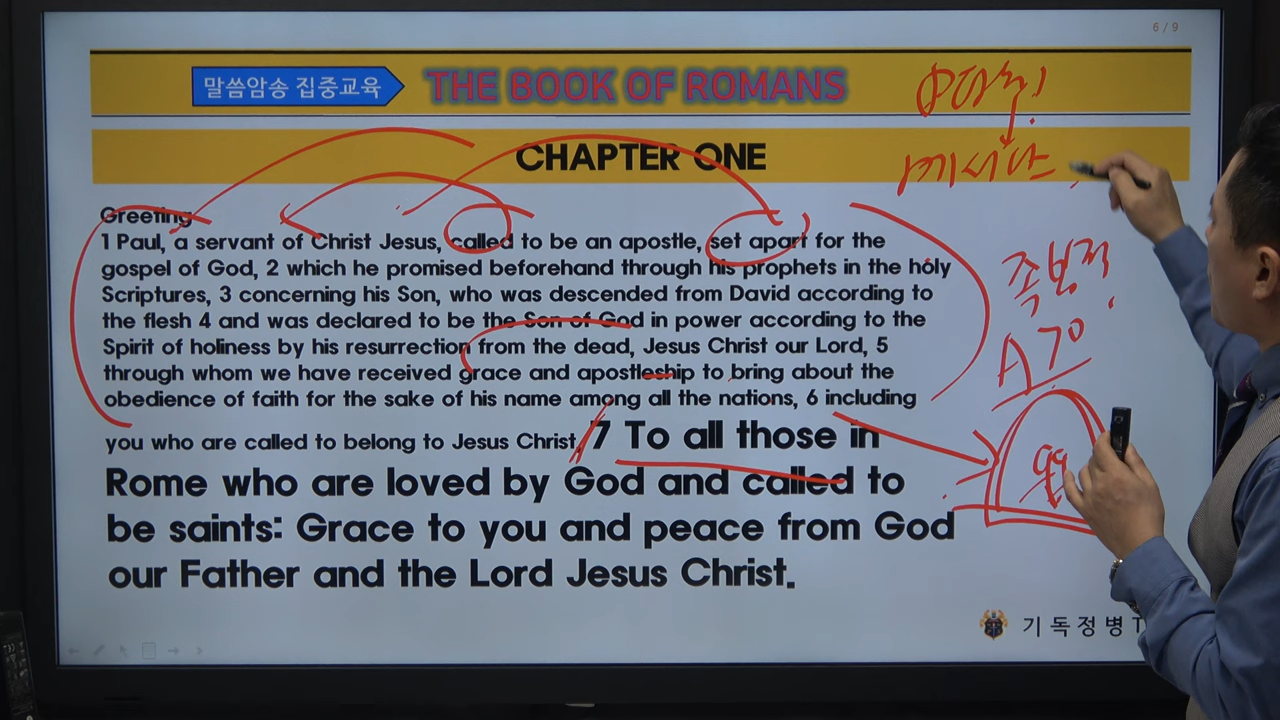 6 / 9
말씀암송 집중교육 THE BOOK OF ROMANS
CHAPTER ONE
Greeting
1 Paul, a servant of Christ Jesus, called to be an apostle, set apart for the
gospel of God, 2 which he promised beforehand through his prophets in the holy
Scriptures, 3 concerning his Son, who was descended from David according to
the flesh 4 and was declared to be the Son of God in power according to the
Spirit of holiness by his resurrection from the dead, Jesus Christ our Lord, 5
through whom we have received grace and apostleship to bring about the
obedience of faith for the sake of his name among all the nations, 6 including
you who are called to belong to Jesus Christ, 7 To all those in
Rome who are loved by God and called to
be saints: Grace to you and peace from God
our Father and the Lord Jesus Christ.
족보적
A 70
기독정병T